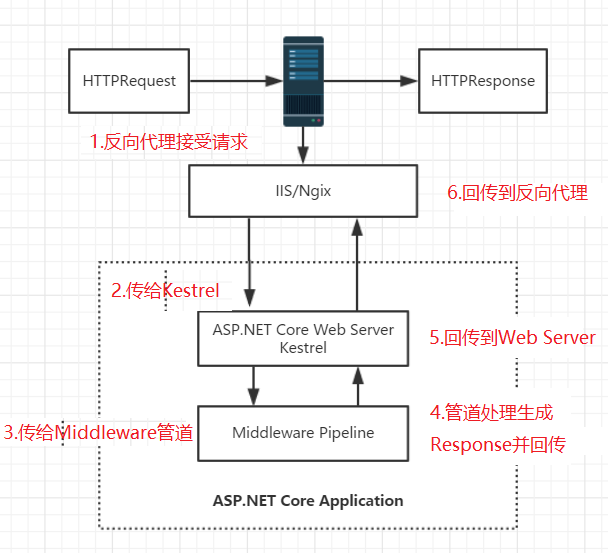 HTTPRequest
HTTPResponse
1.反向代理接受请求
IIS/Ngix
6.回传到反向代理
2.传给Kestrel
ASP.NET Core Web Server
Kestrel
5.回传到Web Server
3.传给Middleware管道
Middleware Pipeline
4.管道处理生成
Response并回传
ASP.NET Core Application